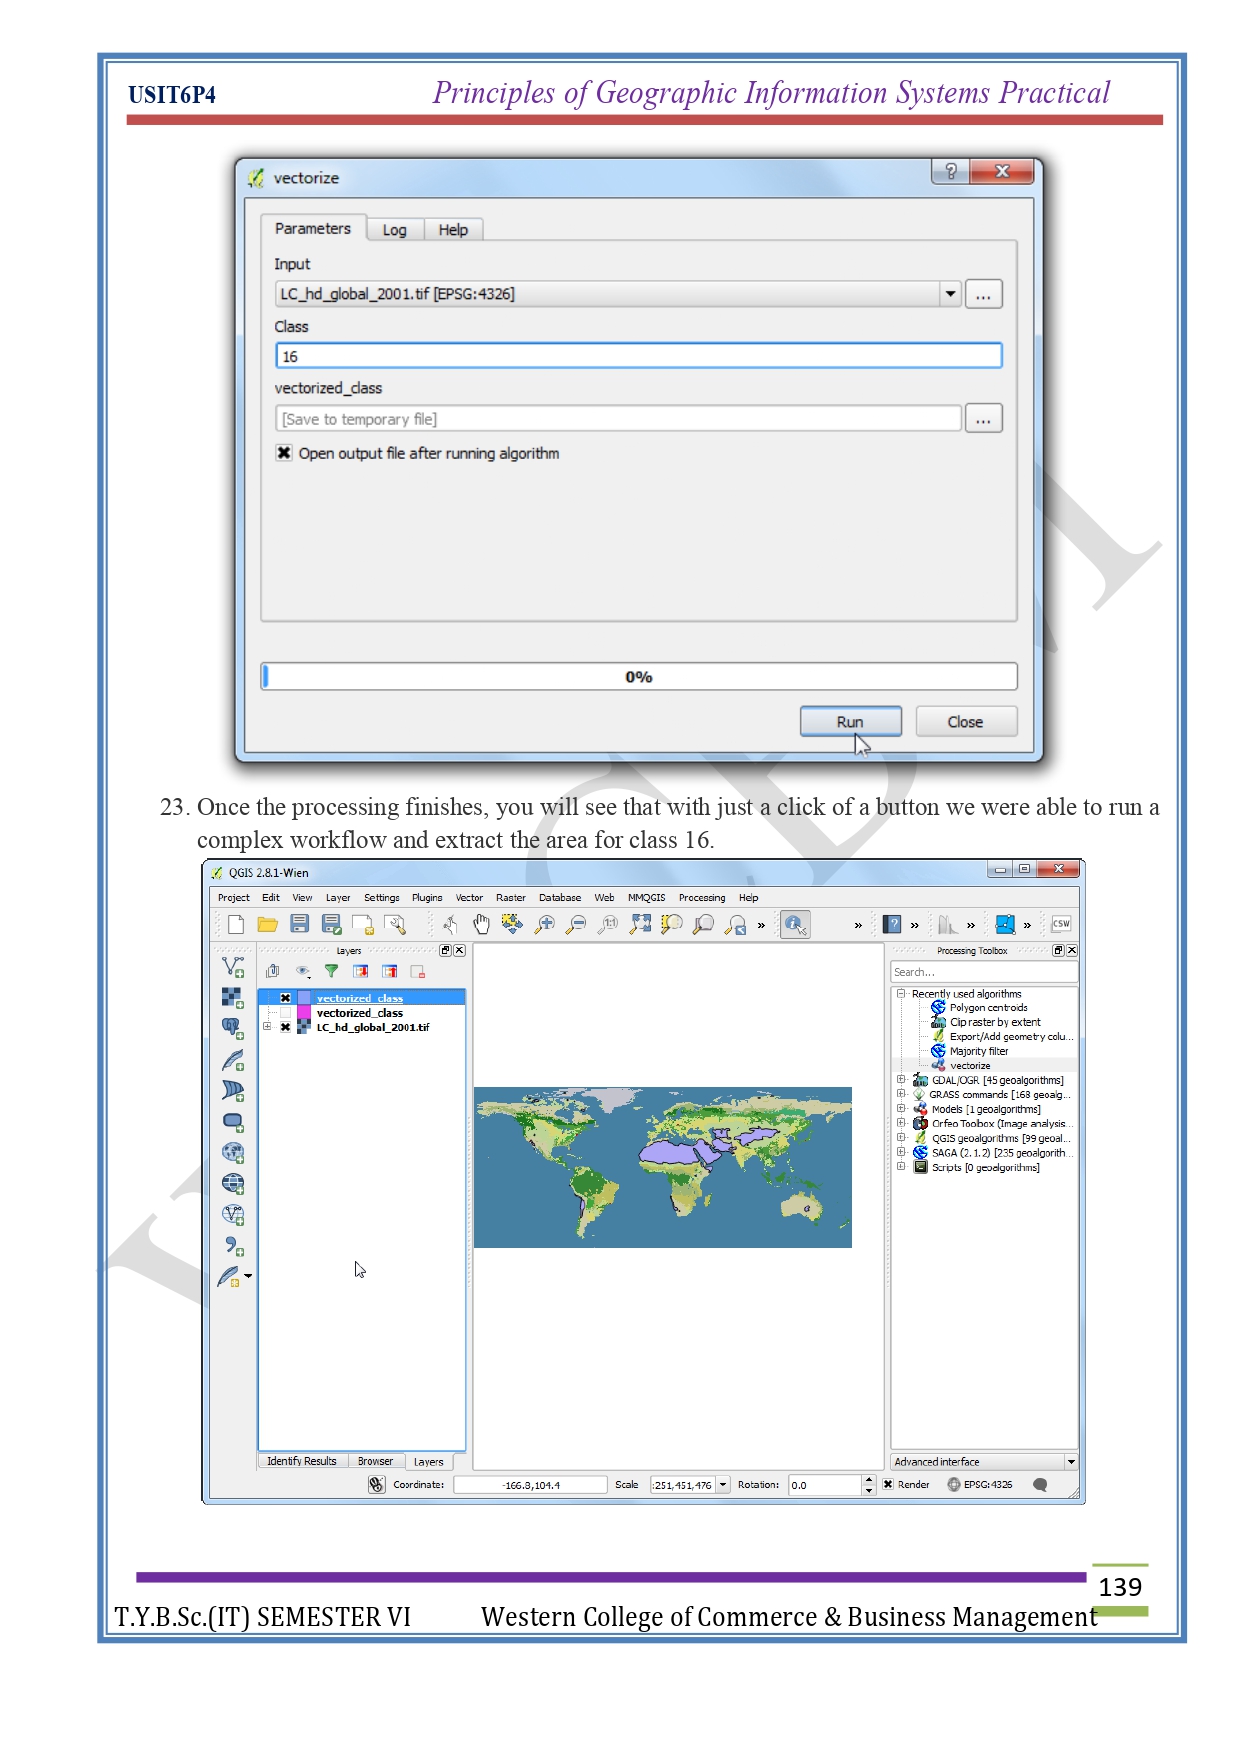 USIT6P4 Principles of Geographic Information Systems Practical
vectorize
Parameters Log Help
Input
LC_hd_global_2001.tif [EPSG:4326] ...
Class
16
vectorized_class
[Save to temporary file] ...
Open output file after running algorithm
0%
Run Close
23. Once the processing finishes, you will see that with just a click of a button we were able to run a
complex workflow and extract the area for class 16.
QGIS 2.8.1-Wien
Project Edit View Layer Settings Plugins Vector Raster Database Web MMQGIS Processing Help
» » » » CSW
Layers
Processing Toolbox
Search...
vectorized_class
vectorized_class
LC_hd_global_2001.tif
Recently used algorithms
Polygon centroids
Clip raster by extent
Export/Add geometry colu...
Majority filter
vectorize
GDAL/OGR [45 geoalgorithms]
GRASS commands [168 geoalg...
Models [1 geoalgorithms]
Orfeo Toolbox (Image analysis...
QGIS geoalgorithms [99 geoal...
SAGA (2.1.2) [235 geoalgorith...
Scripts [0 geoalgorithms]
Identify Results Browser Layers
Advanced interface
Coordinate: -166.8,104.4 Scale :251,451,476 Rotation: 0.0 Render EPSG:4326
139
T.Y.B.Sc.(IT) SEMESTER VI Western College of Commerce & Business Management